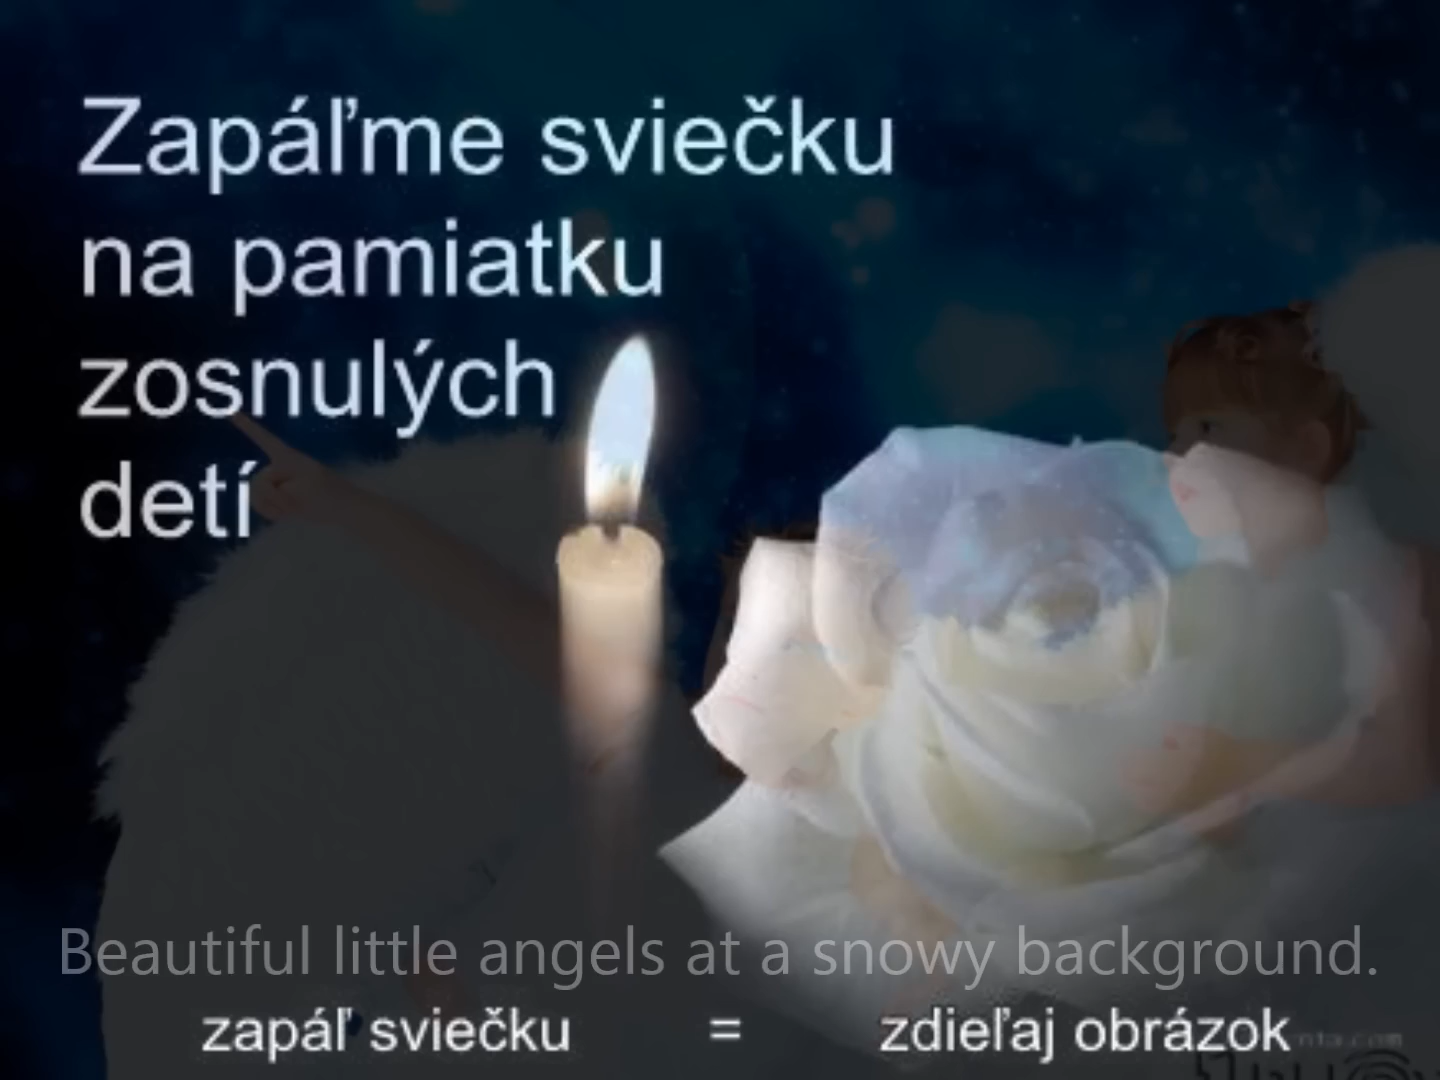 Zapáľme sviečku
na pamiatku
zosnulých
detí
Beautiful little angels at a snowy background.
zapáľ sviečku = zdieľaj obrázok